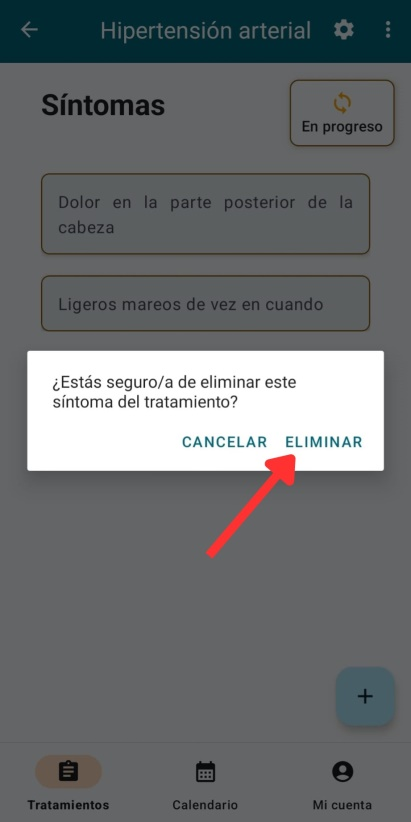 Hipertensión arterial
Síntomas
En progreso
Dolor en la parte posterior de la
cabeza
Ligeros mareos de vez en cuando
¿Estás seguro/a de eliminar este
síntoma del tratamiento?
CANCELAR ELIMINAR
+
Tratamientos Calendario Mi cuenta